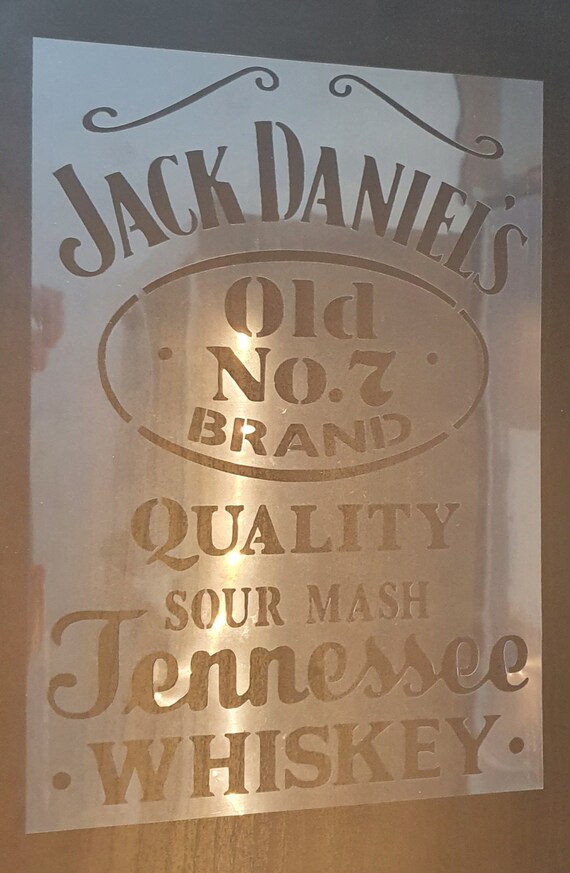 JACK DANIEL'S
Old
No.7
BRAND
QUALITY
SOUR MASH
Tennessee
WHISKEY